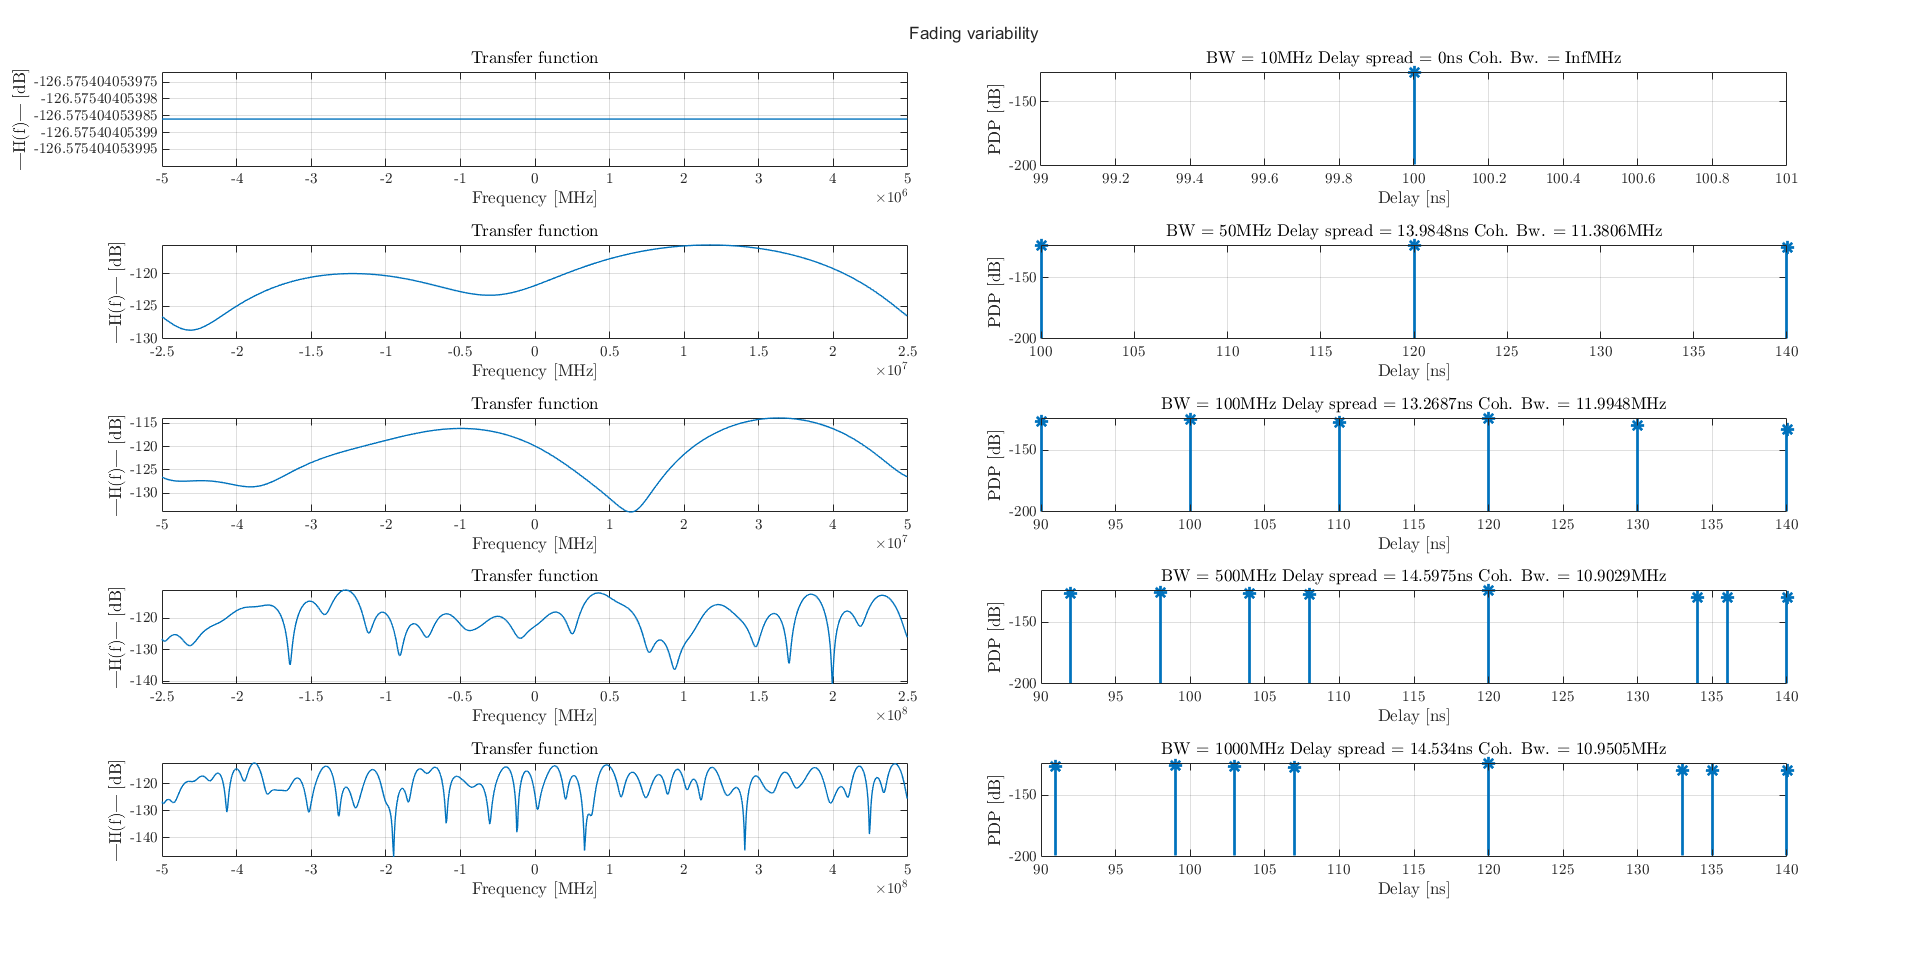 Fading variability
Transfer function
—H(f)— [dB]
-126.575404053975
-126.57540405398
-126.575404053985
-126.57540405399
-126.575404053995
-5 -4 -3 -2 -1 0 1 2 3 4 5
Frequency [MHz]
×10^6
BW = 10MHz Delay spread = 0ns Coh. Bw. = InfMHz
PDP [dB]
-150
-200
99 99.2 99.4 99.6 99.8 100 100.2 100.4 100.6 100.8 101
Delay [ns]
Transfer function
—H(f)— [dB]
-120
-125
-130
-2.5 -2 -1.5 -1 -0.5 0 0.5 1 1.5 2 2.5
Frequency [MHz]
×10^7
BW = 50MHz Delay spread = 13.9848ns Coh. Bw. = 11.3806MHz
PDP [dB]
-150
-200
100 105 110 115 120 125 130 135 140
Delay [ns]
Transfer function
—H(f)— [dB]
-115
-120
-125
-130
-5 -4 -3 -2 -1 0 1 2 3 4 5
Frequency [MHz]
×10^7
BW = 100MHz Delay spread = 13.2687ns Coh. Bw. = 11.9948MHz
PDP [dB]
-150
-200
90 95 100 105 110 115 120 125 130 135 140
Delay [ns]
Transfer function
—H(f)— [dB]
-120
-130
-140
-2.5 -2 -1.5 -1 -0.5 0 0.5 1 1.5 2 2.5
Frequency [MHz]
×10^8
BW = 500MHz Delay spread = 14.5975ns Coh. Bw. = 10.9029MHz
PDP [dB]
-150
-200
90 95 100 105 110 115 120 125 130 135 140
Delay [ns]
Transfer function
—H(f)— [dB]
-120
-130
-140
-5 -4 -3 -2 -1 0 1 2 3 4 5
Frequency [MHz]
×10^8
BW = 1000MHz Delay spread = 14.534ns Coh. Bw. = 10.9505MHz
PDP [dB]
-150
-200
90 95 100 105 110 115 120 125 130 135 140
Delay [ns]